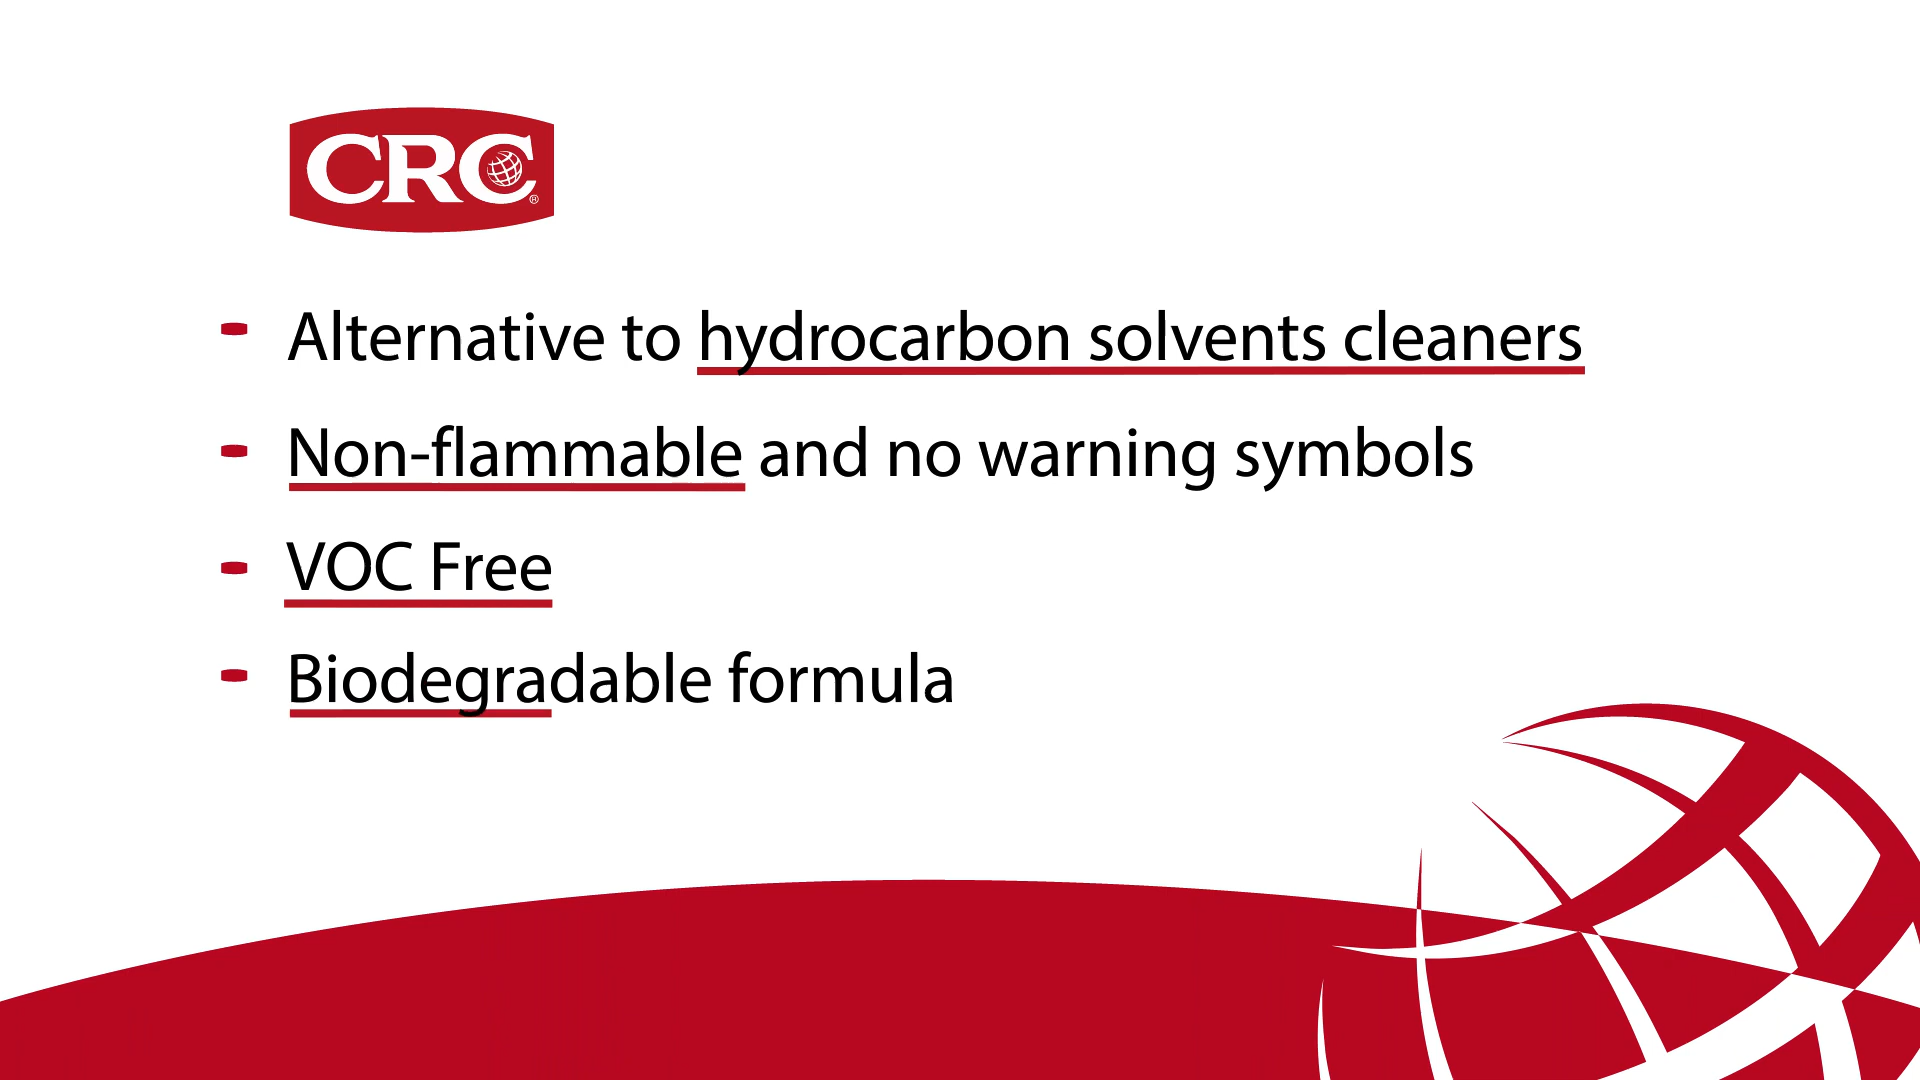 CRC®
- Alternative to hydrocarbon solvents cleaners
- Non-flammable and no warning symbols
- VOC Free
- Biodegradable formula